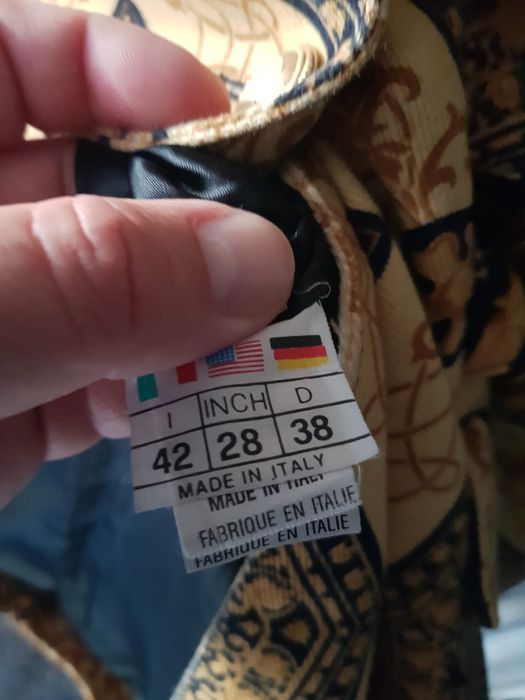 I INCH D
42 28 38
MADE IN ITALY
MADE IN ITALY
FABRIQUE EN ITALIE
FABRIQUE EN ITALIE